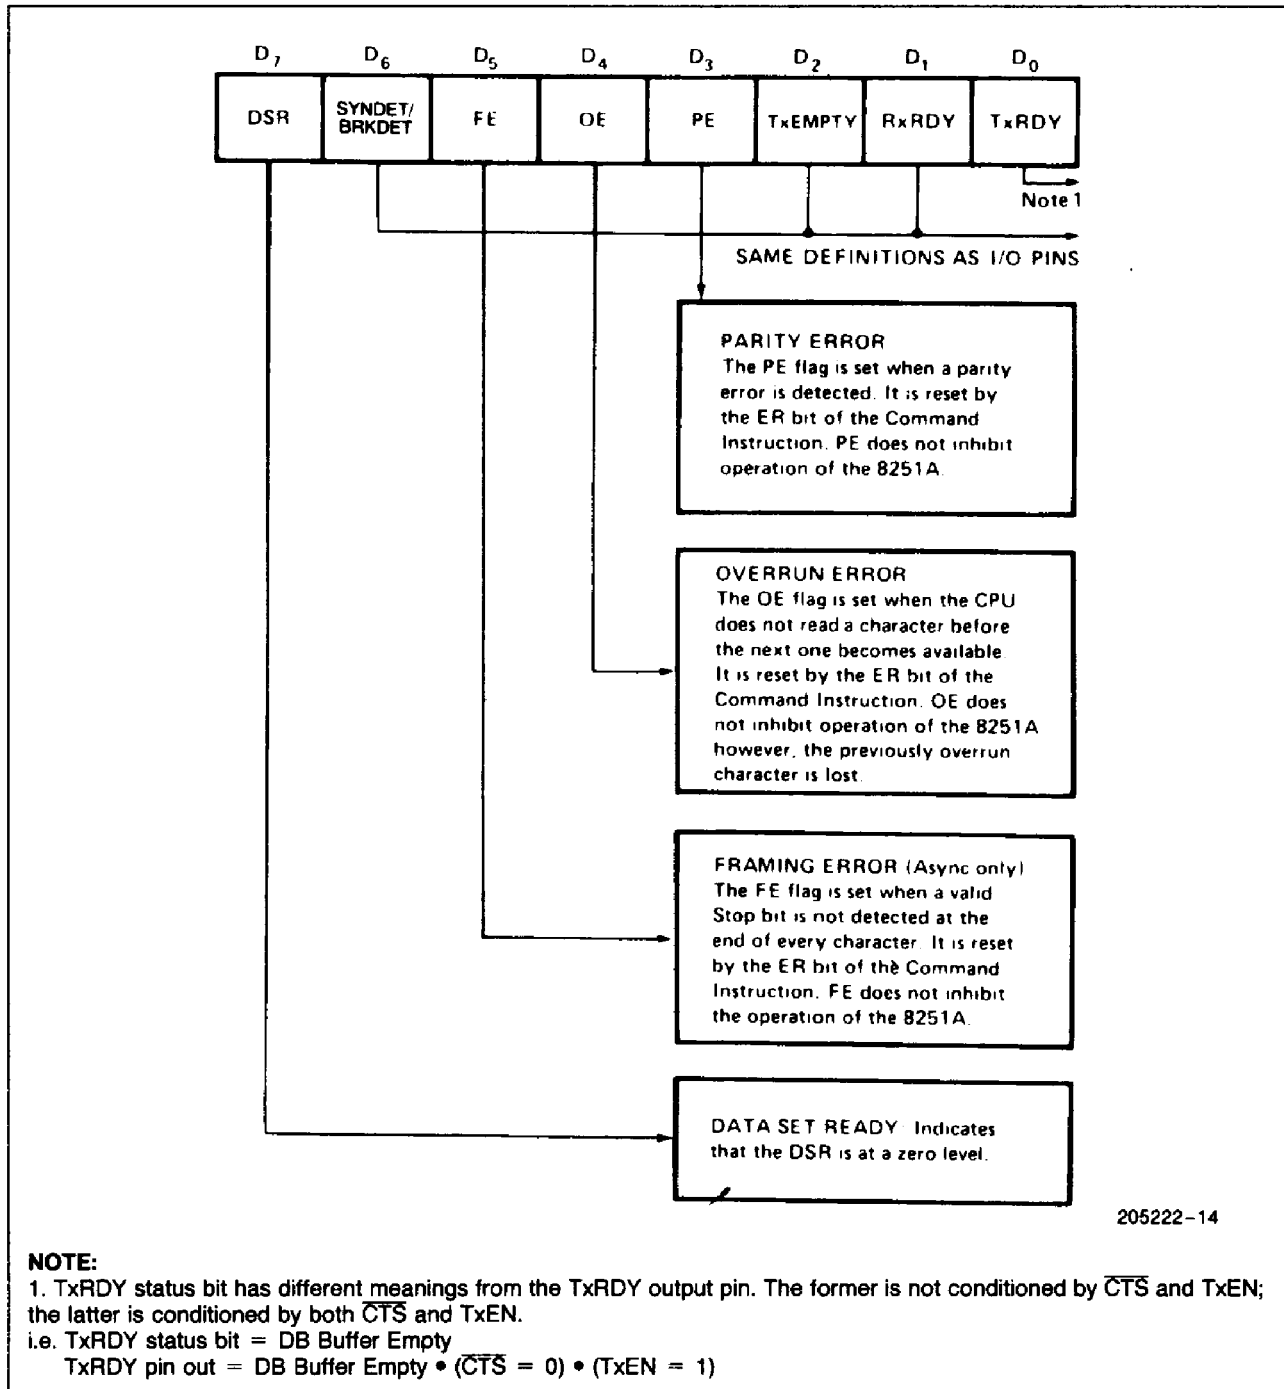 D7 D6 D5 D4 D3 D2 D1 D0
DSR SYNDET/BRKDET FE OE PE TxEMPTY RxRDY TxRDY
Note 1
SAME DEFINITIONS AS I/O PINS
PARITY ERROR
The PE flag is set when a parity
error is detected. It is reset by
the ER bit of the Command
Instruction. PE does not inhibit
operation of the 8251A.
OVERRUN ERROR
The OE flag is set when the CPU
does not read a character before
the next one becomes available.
It is reset by the ER bit of the
Command Instruction. OE does
not inhibit operation of the 8251A
however, the previously overrun
character is lost.
FRAMING ERROR (Async only)
The FE flag is set when a valid
Stop bit is not detected at the
end of every character. It is reset
by the ER bit of the Command
Instruction. FE does not inhibit
the operation of the 8251A.
DATA SET READY Indicates
that the DSR is at a zero level.
205222-14
NOTE:
1. TxRDY status bit has different meanings from the TxRDY output pin. The former is not conditioned by C̅T̅S̅ and TxEN;
the latter is conditioned by both C̅T̅S̅ and TxEN.
i.e. TxRDY status bit = DB Buffer Empty
TxRDY pin out = DB Buffer Empty • (C̅T̅S̅ = 0) • (TxEN = 1)